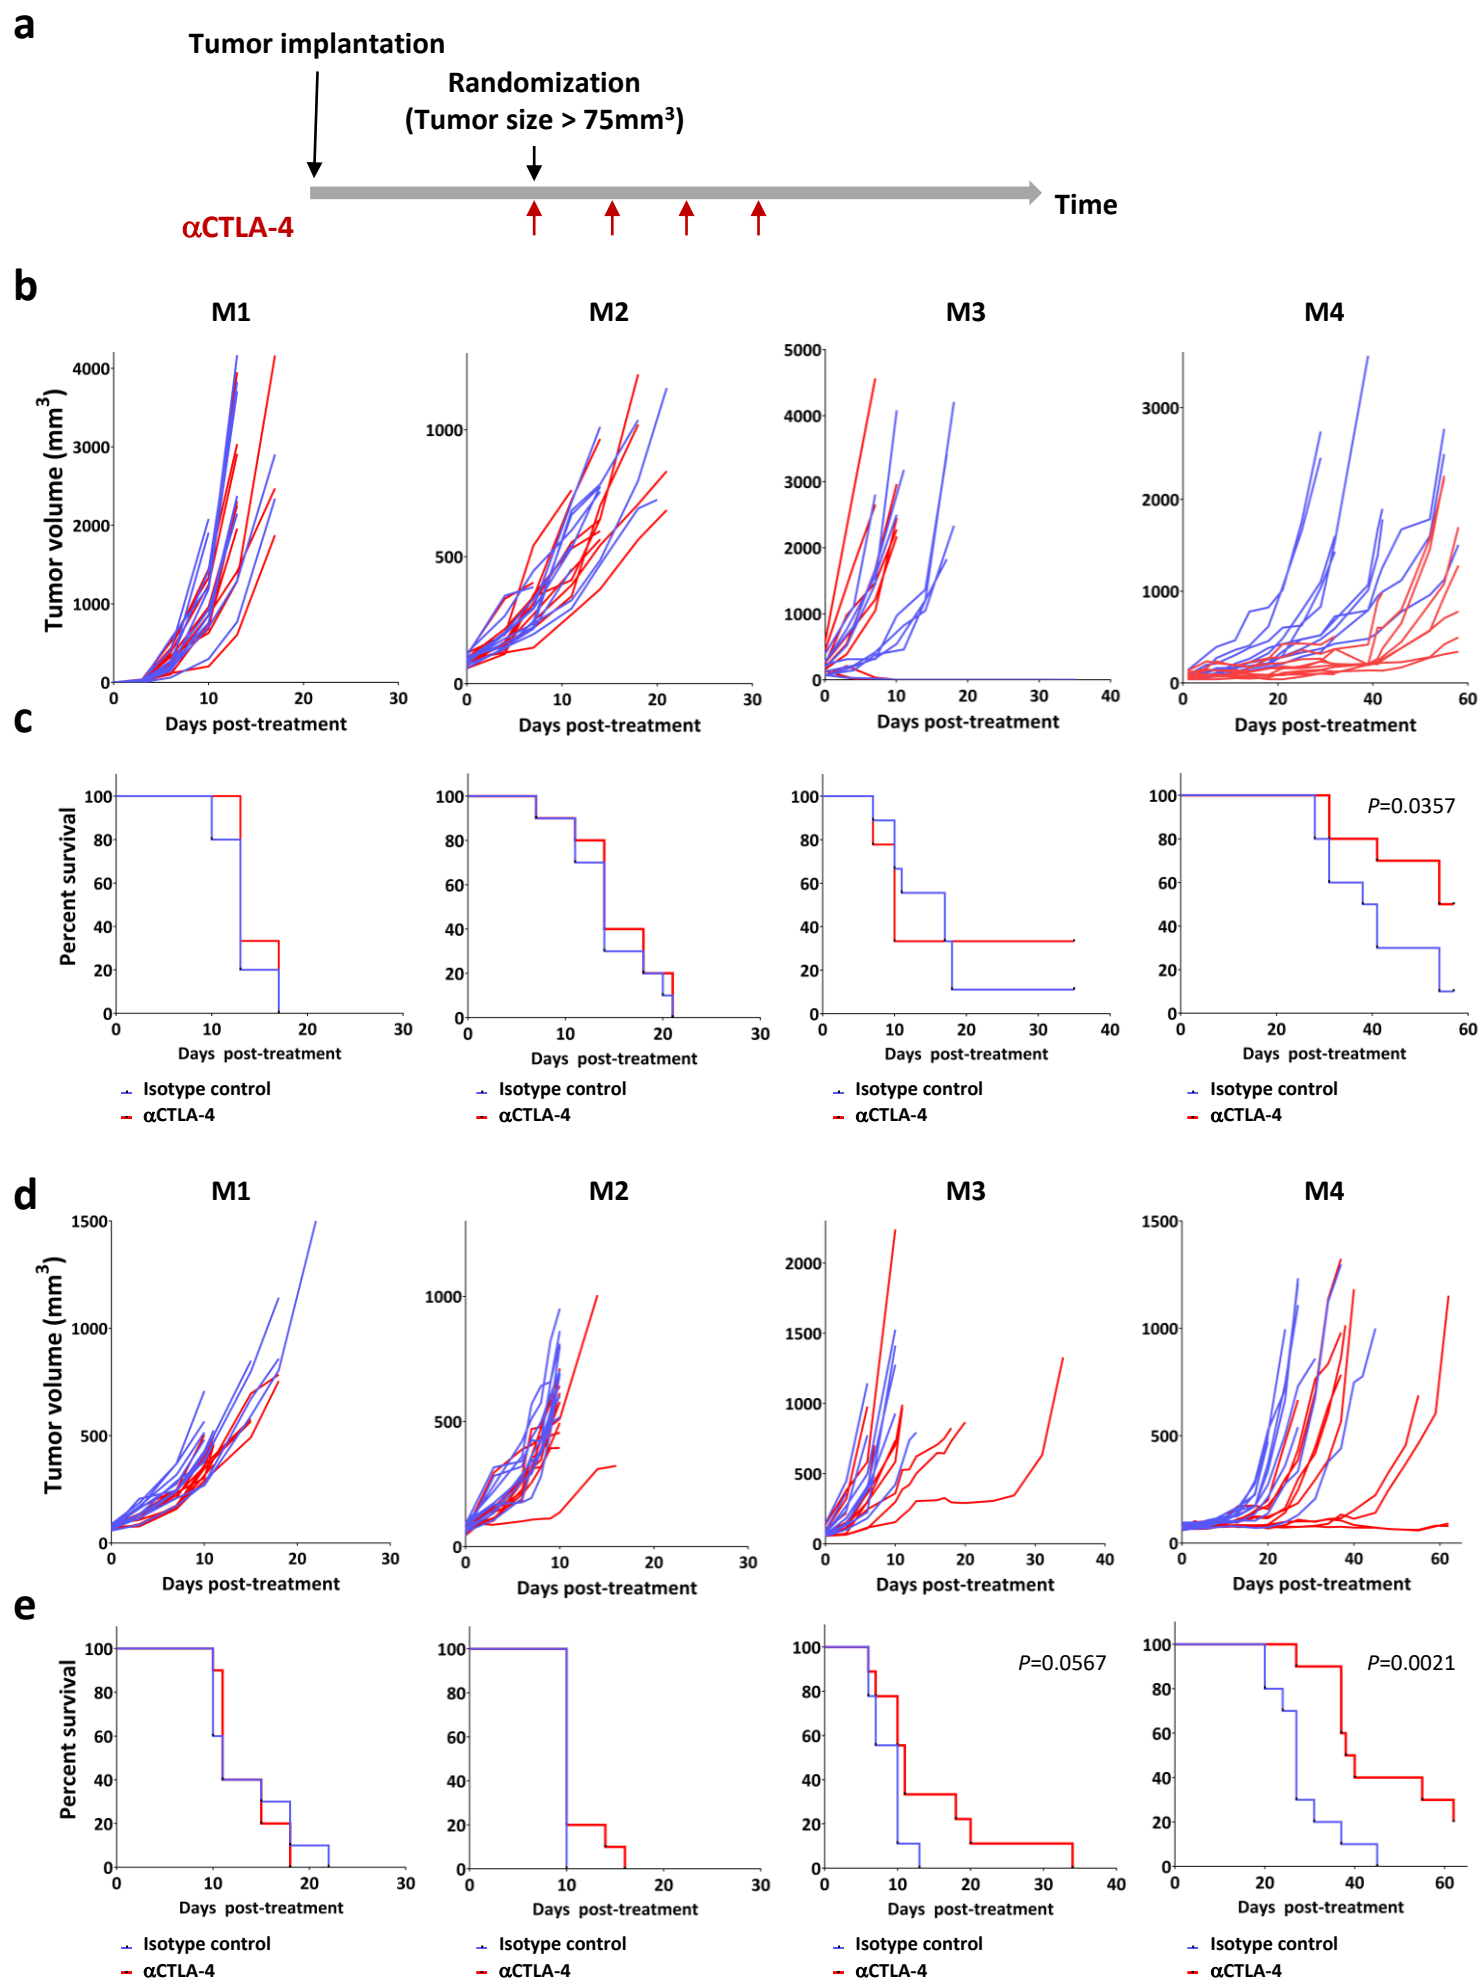 a
Tumor implantation
Randomization
(Tumor size > 75mm³)
αCTLA-4
Time
b
M1 M2 M3 M4
Tumor volume (mm³)
4000
3000
2000
1000
0
0 10 20 30
Days post-treatment
1000
500
0
0 10 20 30
Days post-treatment
5000
4000
3000
2000
1000
0
0 10 20 30 40
Days post-treatment
3000
2000
1000
0
0 20 40 60
Days post-treatment
c
Percent survival
100
80
60
40
20
0
0 10 20 30
Days post-treatment
Isotype control
αCTLA-4
100
80
60
40
20
0
0 10 20 30
Days post-treatment
Isotype control
αCTLA-4
100
80
60
40
20
0
0 10 20 30 40
Days post-treatment
Isotype control
αCTLA-4
P=0.0357
100
80
60
40
20
0
0 20 40 60
Days post-treatment
Isotype control
αCTLA-4
d
M1 M2 M3 M4
Tumor volume (mm³)
1500
1000
500
0
0 10 20 30
Days post-treatment
1000
500
0
0 10 20 30
Days post-treatment
2000
1500
1000
500
0
0 10 20 30 40
Days post-treatment
1500
1000
500
0
0 20 40 60
Days post-treatment
e
Percent survival
100
80
60
40
20
0
0 10 20 30
Days post-treatment
Isotype control
αCTLA-4
100
80
60
40
20
0
0 10 20 30
Days post-treatment
Isotype control
αCTLA-4
P=0.0567
100
80
60
40
20
0
0 10 20 30 40
Days post-treatment
Isotype control
αCTLA-4
P=0.0021
100
80
60
40
20
0
0 20 40 60
Days post-treatment
Isotype control
αCTLA-4